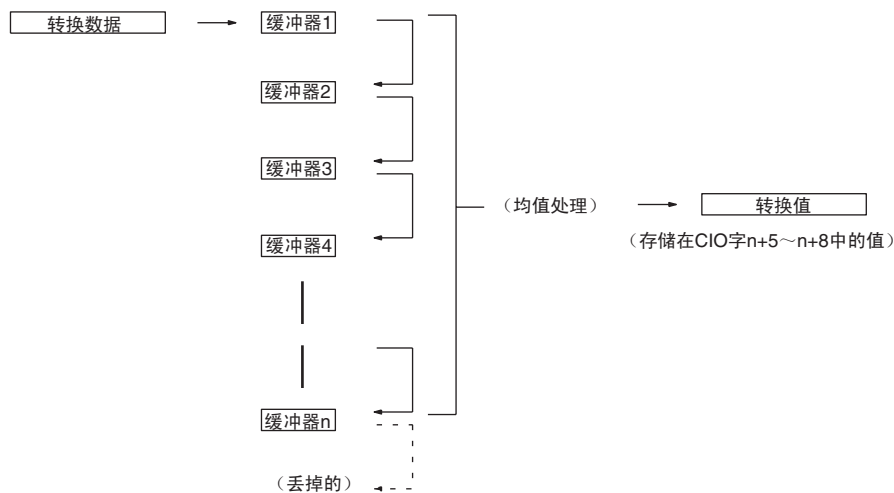 转换数据
缓冲器1
缓冲器2
缓冲器3
缓冲器4
缓冲器n
（丢掉的）
（均值处理）
转换值
（存储在CIO字n+5～n+8中的值）